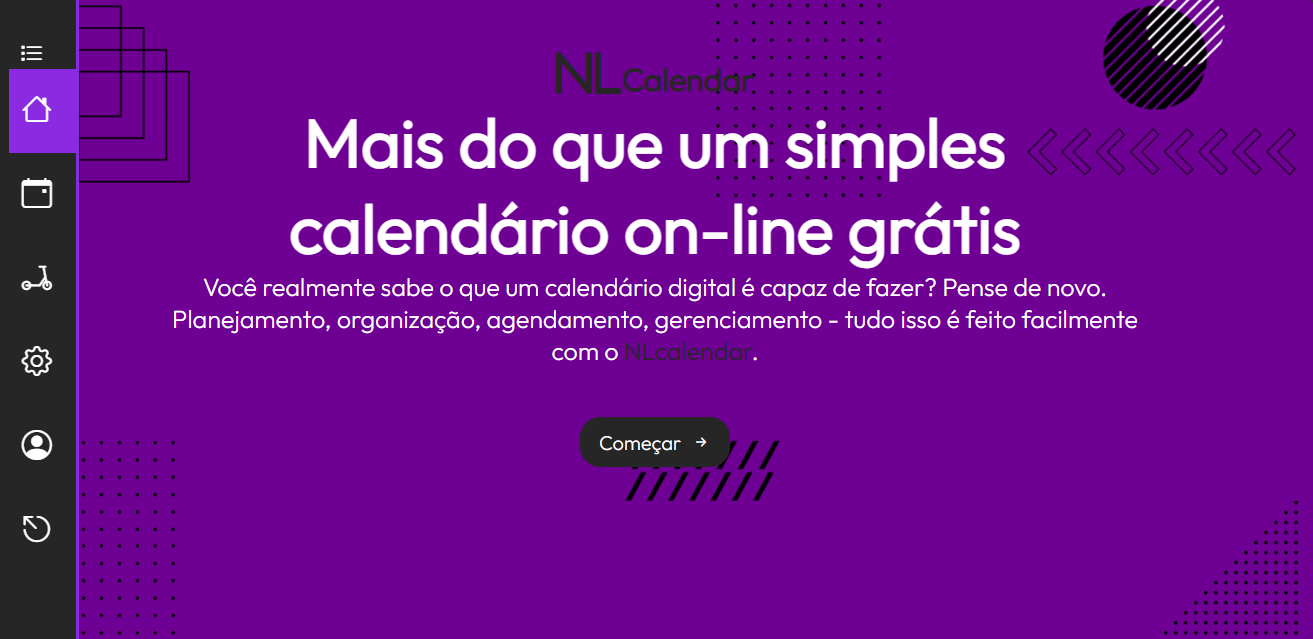 NLCalendar
Mais do que um simples
calendário on-line grátis
Você realmente sabe o que um calendário digital é capaz de fazer? Pense de novo.
Planejamento, organização, agendamento, gerenciamento - tudo isso é feito facilmente
com o NLcalendar.
Começar →